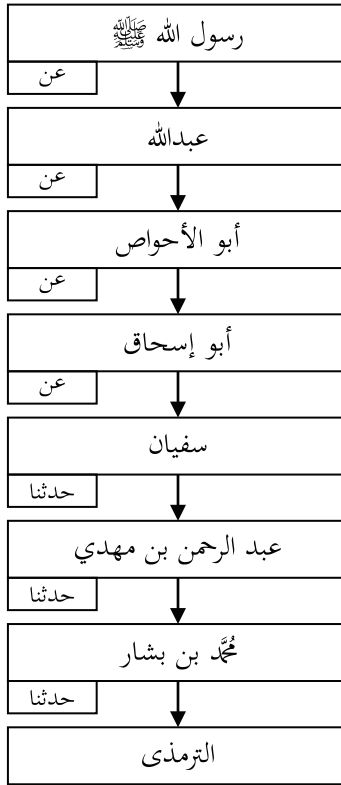 رسول الله ﷺ
عن
عبدالله
عن
أبو الأحواص
عن
أبو إسحاق
عن
سفيان
حدثنا
عبد الرحمن بن مهدي
حدثنا
مُحَمَّد بن بشار
حدثنا
الترمذى